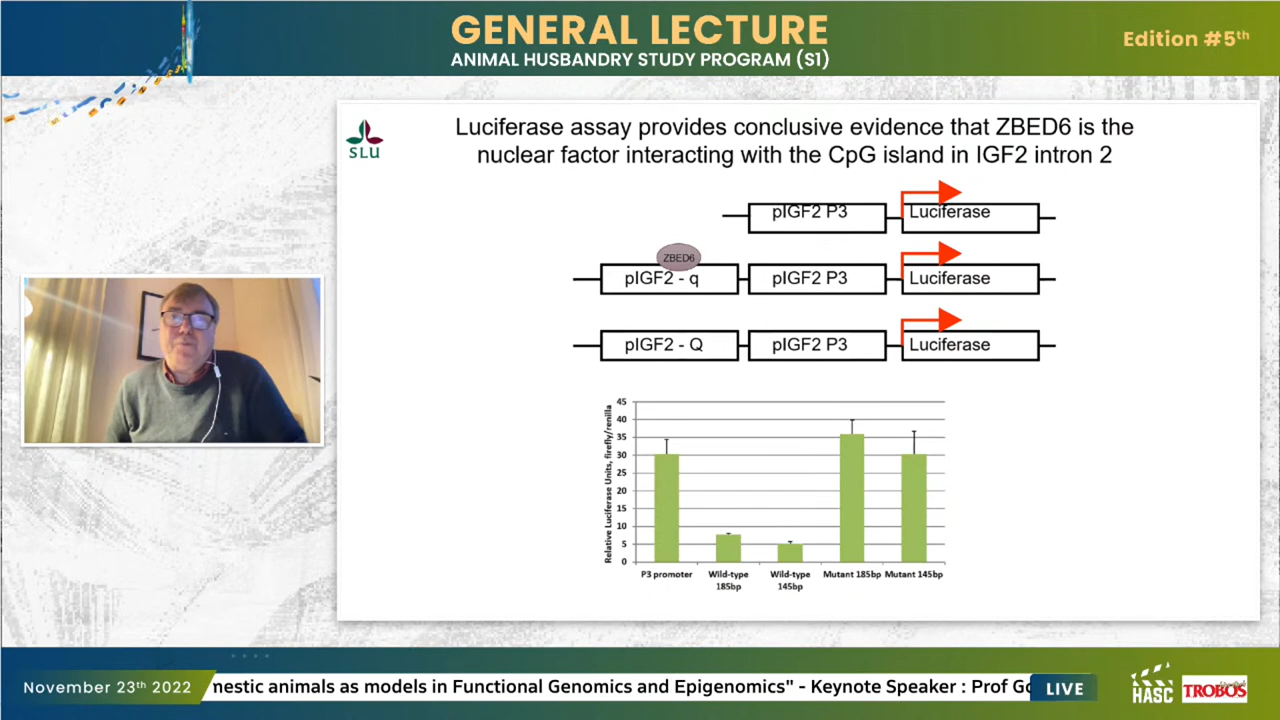 GENERAL LECTURE
ANIMAL HUSBANDRY STUDY PROGRAM (S1)
Edition #5th
SLU
Luciferase assay provides conclusive evidence that ZBED6 is the
nuclear factor interacting with the CpG island in IGF2 intron 2
pIGF2 P3 Luciferase
ZBED6
pIGF2 - q pIGF2 P3 Luciferase
pIGF2 - Q pIGF2 P3 Luciferase
Relative Luciferase Units, firefly/renilla
45
40
35
30
25
20
15
10
5
0
P3 promoter Wild-type 185bp Wild-type 145bp Mutant 185bp Mutant 145bp
November 23th 2022
mestic animals as models in Functional Genomics and Epigenomics" - Keynote Speaker : Prof Go
LIVE
HASC
TROBOS